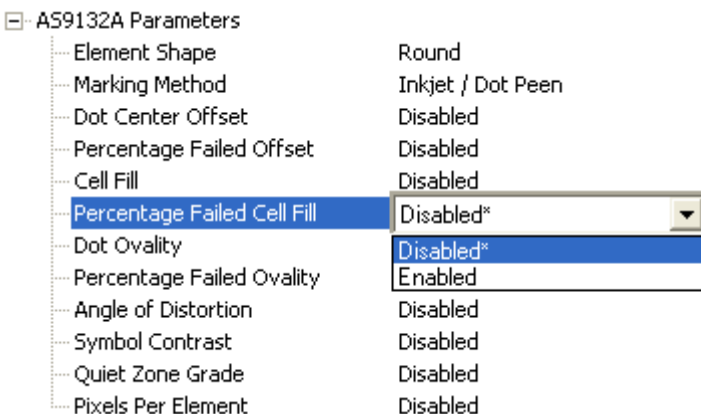 AS9132A Parameters
Element Shape Round
Marking Method Inkjet / Dot Peen
Dot Center Offset Disabled
Percentage Failed Offset Disabled
Cell Fill Disabled
Percentage Failed Cell Fill Disabled*
Dot Ovality Disabled*
Percentage Failed Ovality Enabled
Angle of Distortion Disabled
Symbol Contrast Disabled
Quiet Zone Grade Disabled
Pixels Per Element Disabled